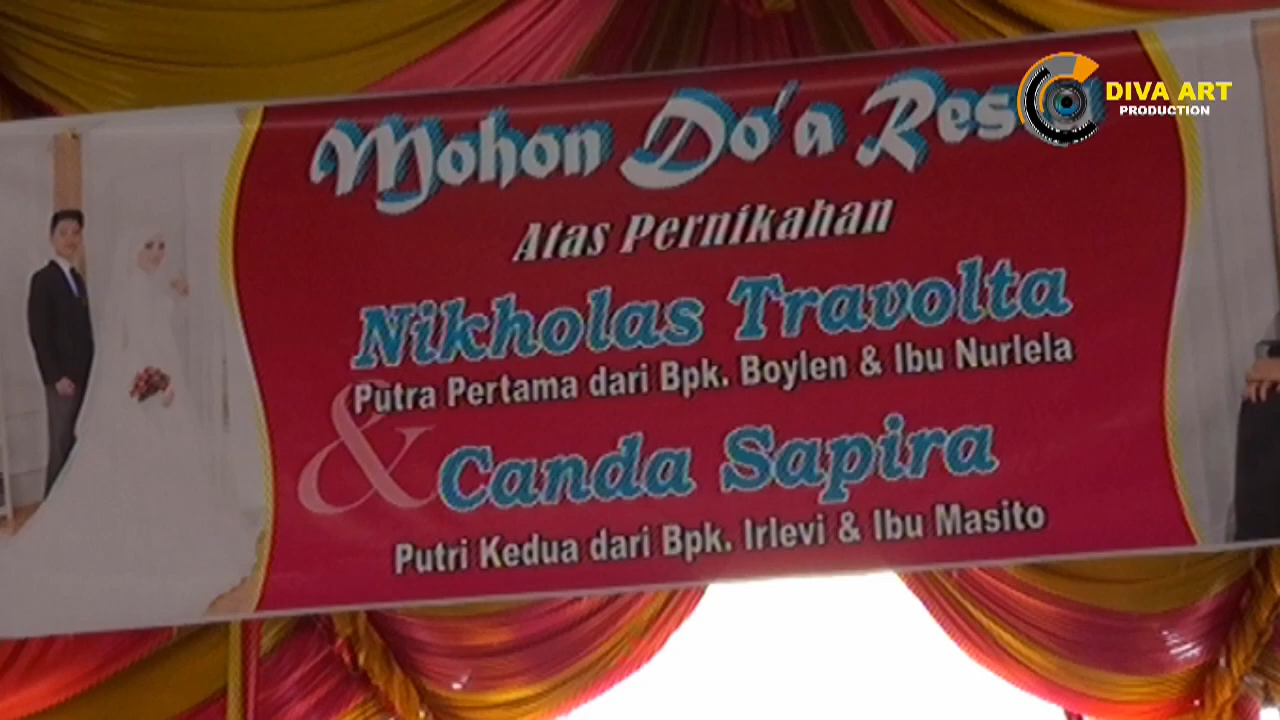 Mohon Do'a
Atas Pernikahan
Nikholas Travolta
Putra Pertama dari Bpk. Boylen & Ibu Nurlela
&
Canda Sapira
Putri Kedua dari Bpk. Irlevi & Ibu Masito
DIVA ART
PRODUCTION